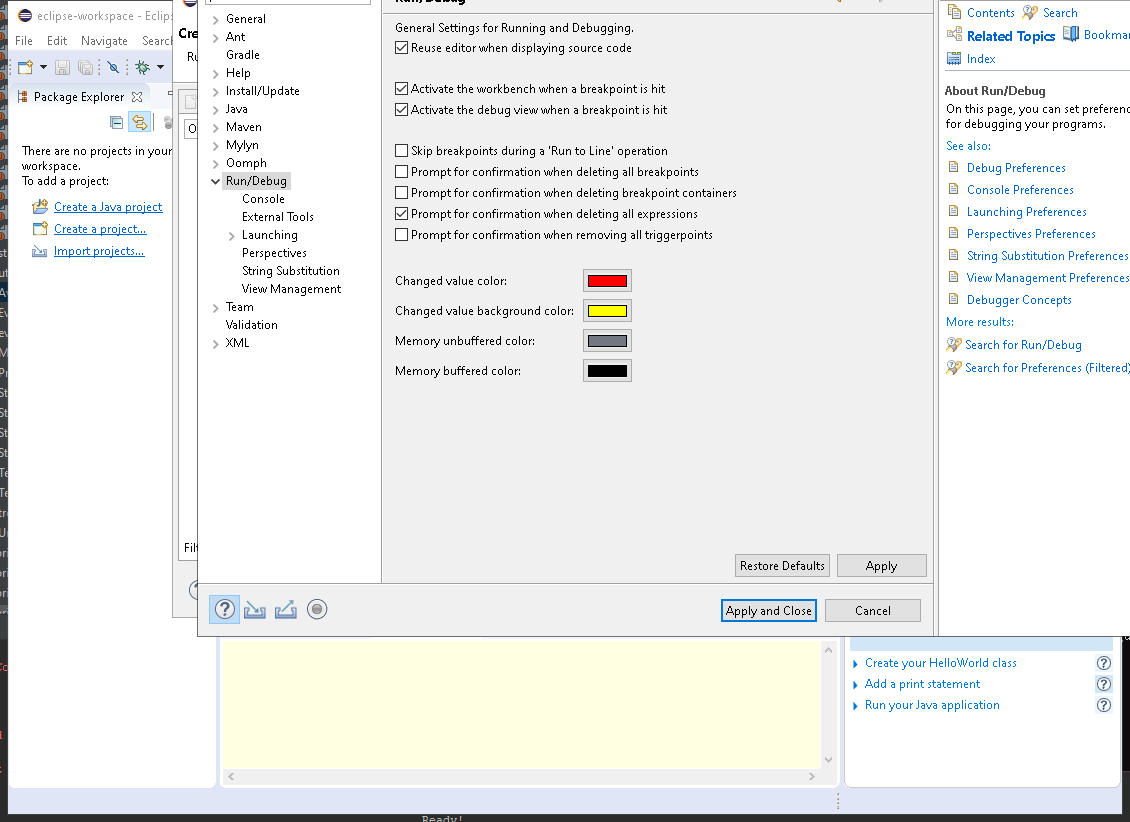 eclipse-workspace - Eclips
File Edit Navigate Search
Package Explorer
There are no projects in your
workspace.
To add a project:
Create a Java project
Create a project...
Import projects...
Cre
Ru
O
Filt
General
Ant
Gradle
Help
Install/Update
Java
Maven
Mylyn
Oomph
Run/Debug
Console
External Tools
Launching
Perspectives
String Substitution
View Management
Team
Validation
XML
Run/Debug
General Settings for Running and Debugging.
Reuse editor when displaying source code
Activate the workbench when a breakpoint is hit
Activate the debug view when a breakpoint is hit
Skip breakpoints during a 'Run to Line' operation
Prompt for confirmation when deleting all breakpoints
Prompt for confirmation when deleting breakpoint containers
Prompt for confirmation when deleting all expressions
Prompt for confirmation when removing all triggerpoints
Changed value color:
Changed value background color:
Memory unbuffered color:
Memory buffered color:
Restore Defaults Apply
Apply and Close Cancel
Contents Search
Related Topics Bookmar
Index
About Run/Debug
On this page, you can set preferenc
for debugging your programs.
See also:
Debug Preferences
Console Preferences
Launching Preferences
Perspectives Preferences
String Substitution Preferences
View Management Preferences
Debugger Concepts
More results:
Search for Run/Debug
Search for Preferences (Filtered)
Create your HelloWorld class
Add a print statement
Run your Java application
Ready!